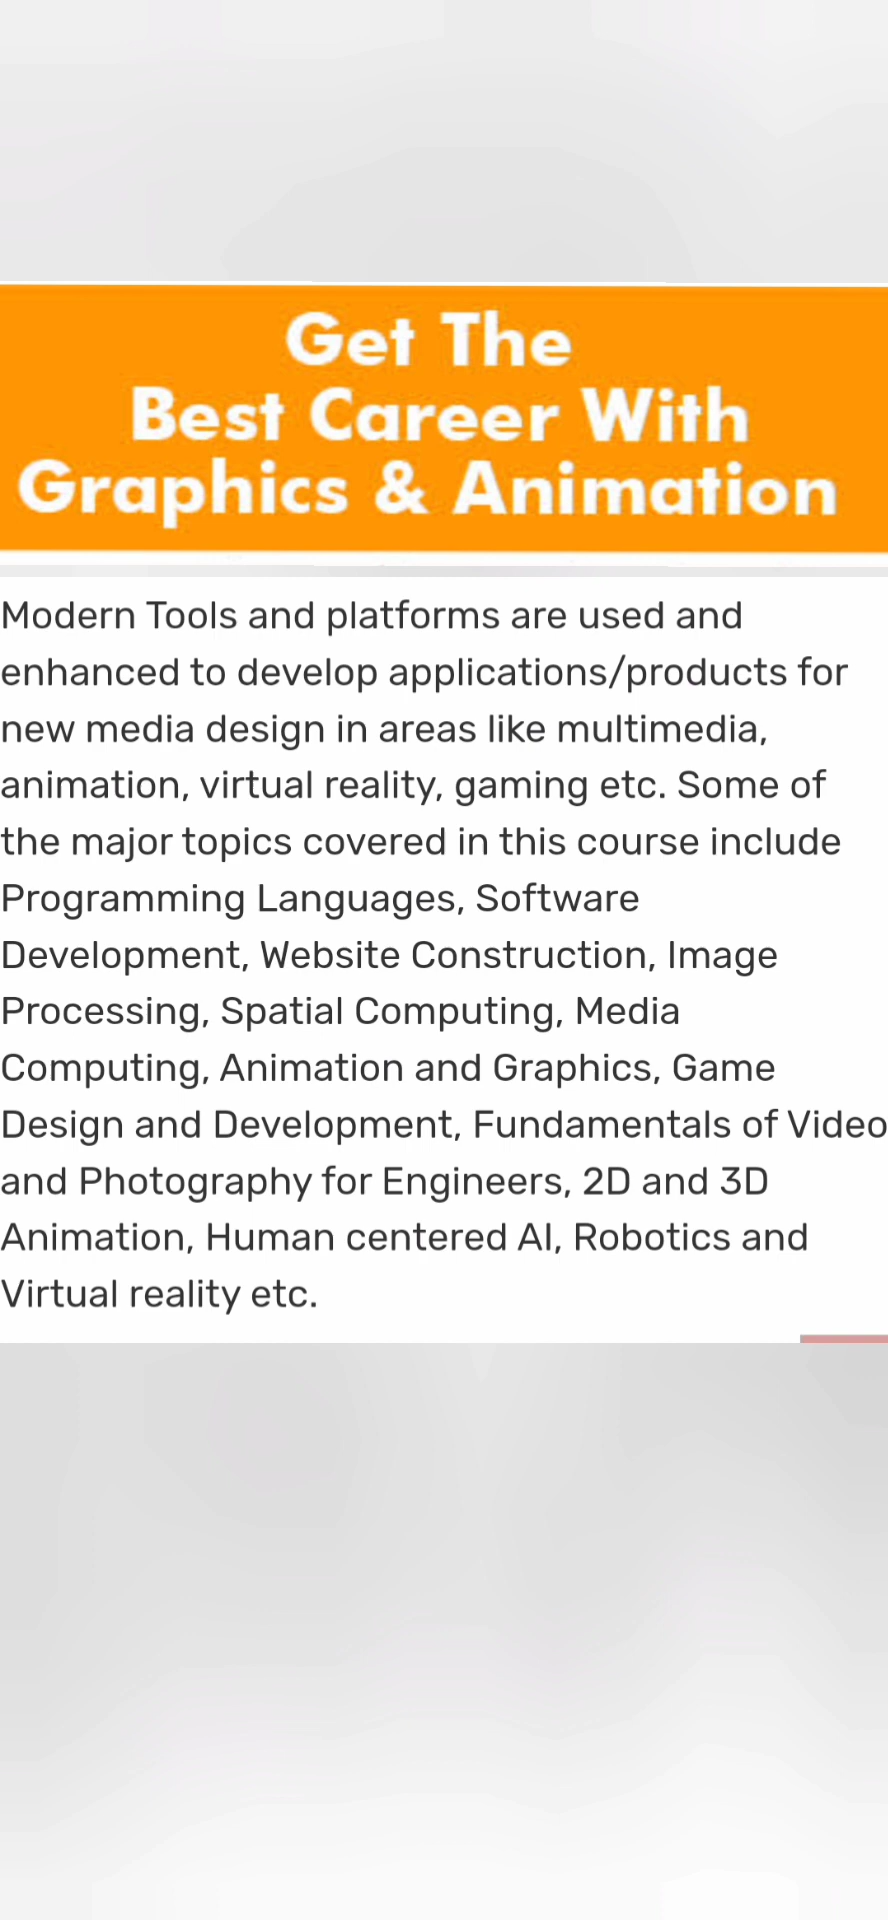 Get The
Best Career With
Graphics & Animation
Modern Tools and platforms are used and
enhanced to develop applications/products for
new media design in areas like multimedia,
animation, virtual reality, gaming etc. Some of
the major topics covered in this course include
Programming Languages, Software
Development, Website Construction, Image
Processing, Spatial Computing, Media
Computing, Animation and Graphics, Game
Design and Development, Fundamentals of Video
and Photography for Engineers, 2D and 3D
Animation, Human centered AI, Robotics and
Virtual reality etc.